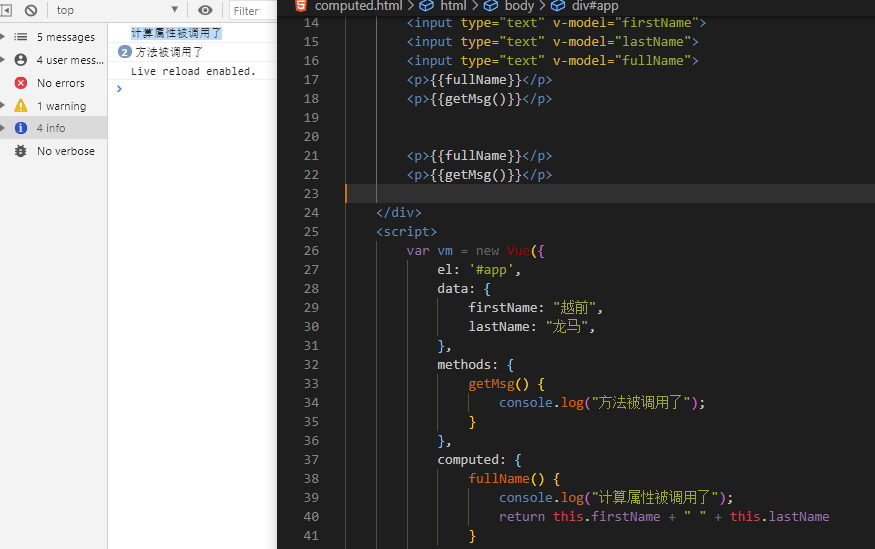 top
Filter
5 messages
4 user mess...
No errors
1 warning
4 info
No verbose
计算属性被调用了
2 方法被调用了
Live reload enabled.
computed.html > html > body > div#app
14 <input type="text" v-model="firstName">
15 <input type="text" v-model="lastName">
16 <input type="text" v-model="fullName">
17 <p>{{fullName}}</p>
18 <p>{{getMsg()}}</p>
19
20
21 <p>{{fullName}}</p>
22 <p>{{getMsg()}}</p>
23
24 </div>
25 <script>
26 var vm = new Vue({
27 el: '#app',
28 data: {
29 firstName: "越前",
30 lastName: "龙马",
31 },
32 methods: {
33 getMsg() {
34 console.log("方法被调用了");
35 }
36 },
37 computed: {
38 fullName() {
39 console.log("计算属性被调用了");
40 return this.firstName + " " + this.lastName
41 }